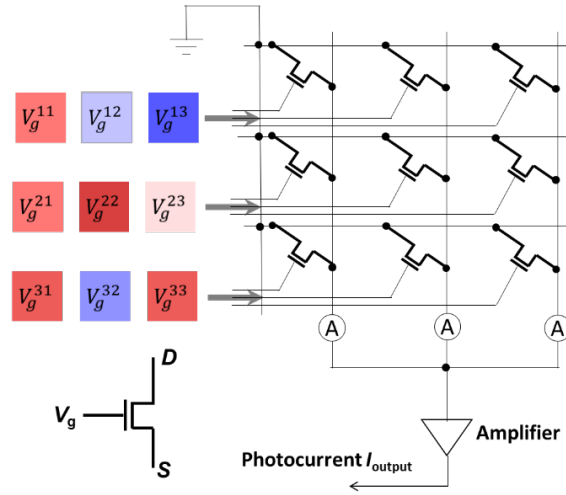 V_g^{11} V_g^{12} V_g^{13}
V_g^{21} V_g^{22} V_g^{23}
V_g^{31} V_g^{32} V_g^{33}
A A A
D
V_g
S
Amplifier
Photocurrent I_output